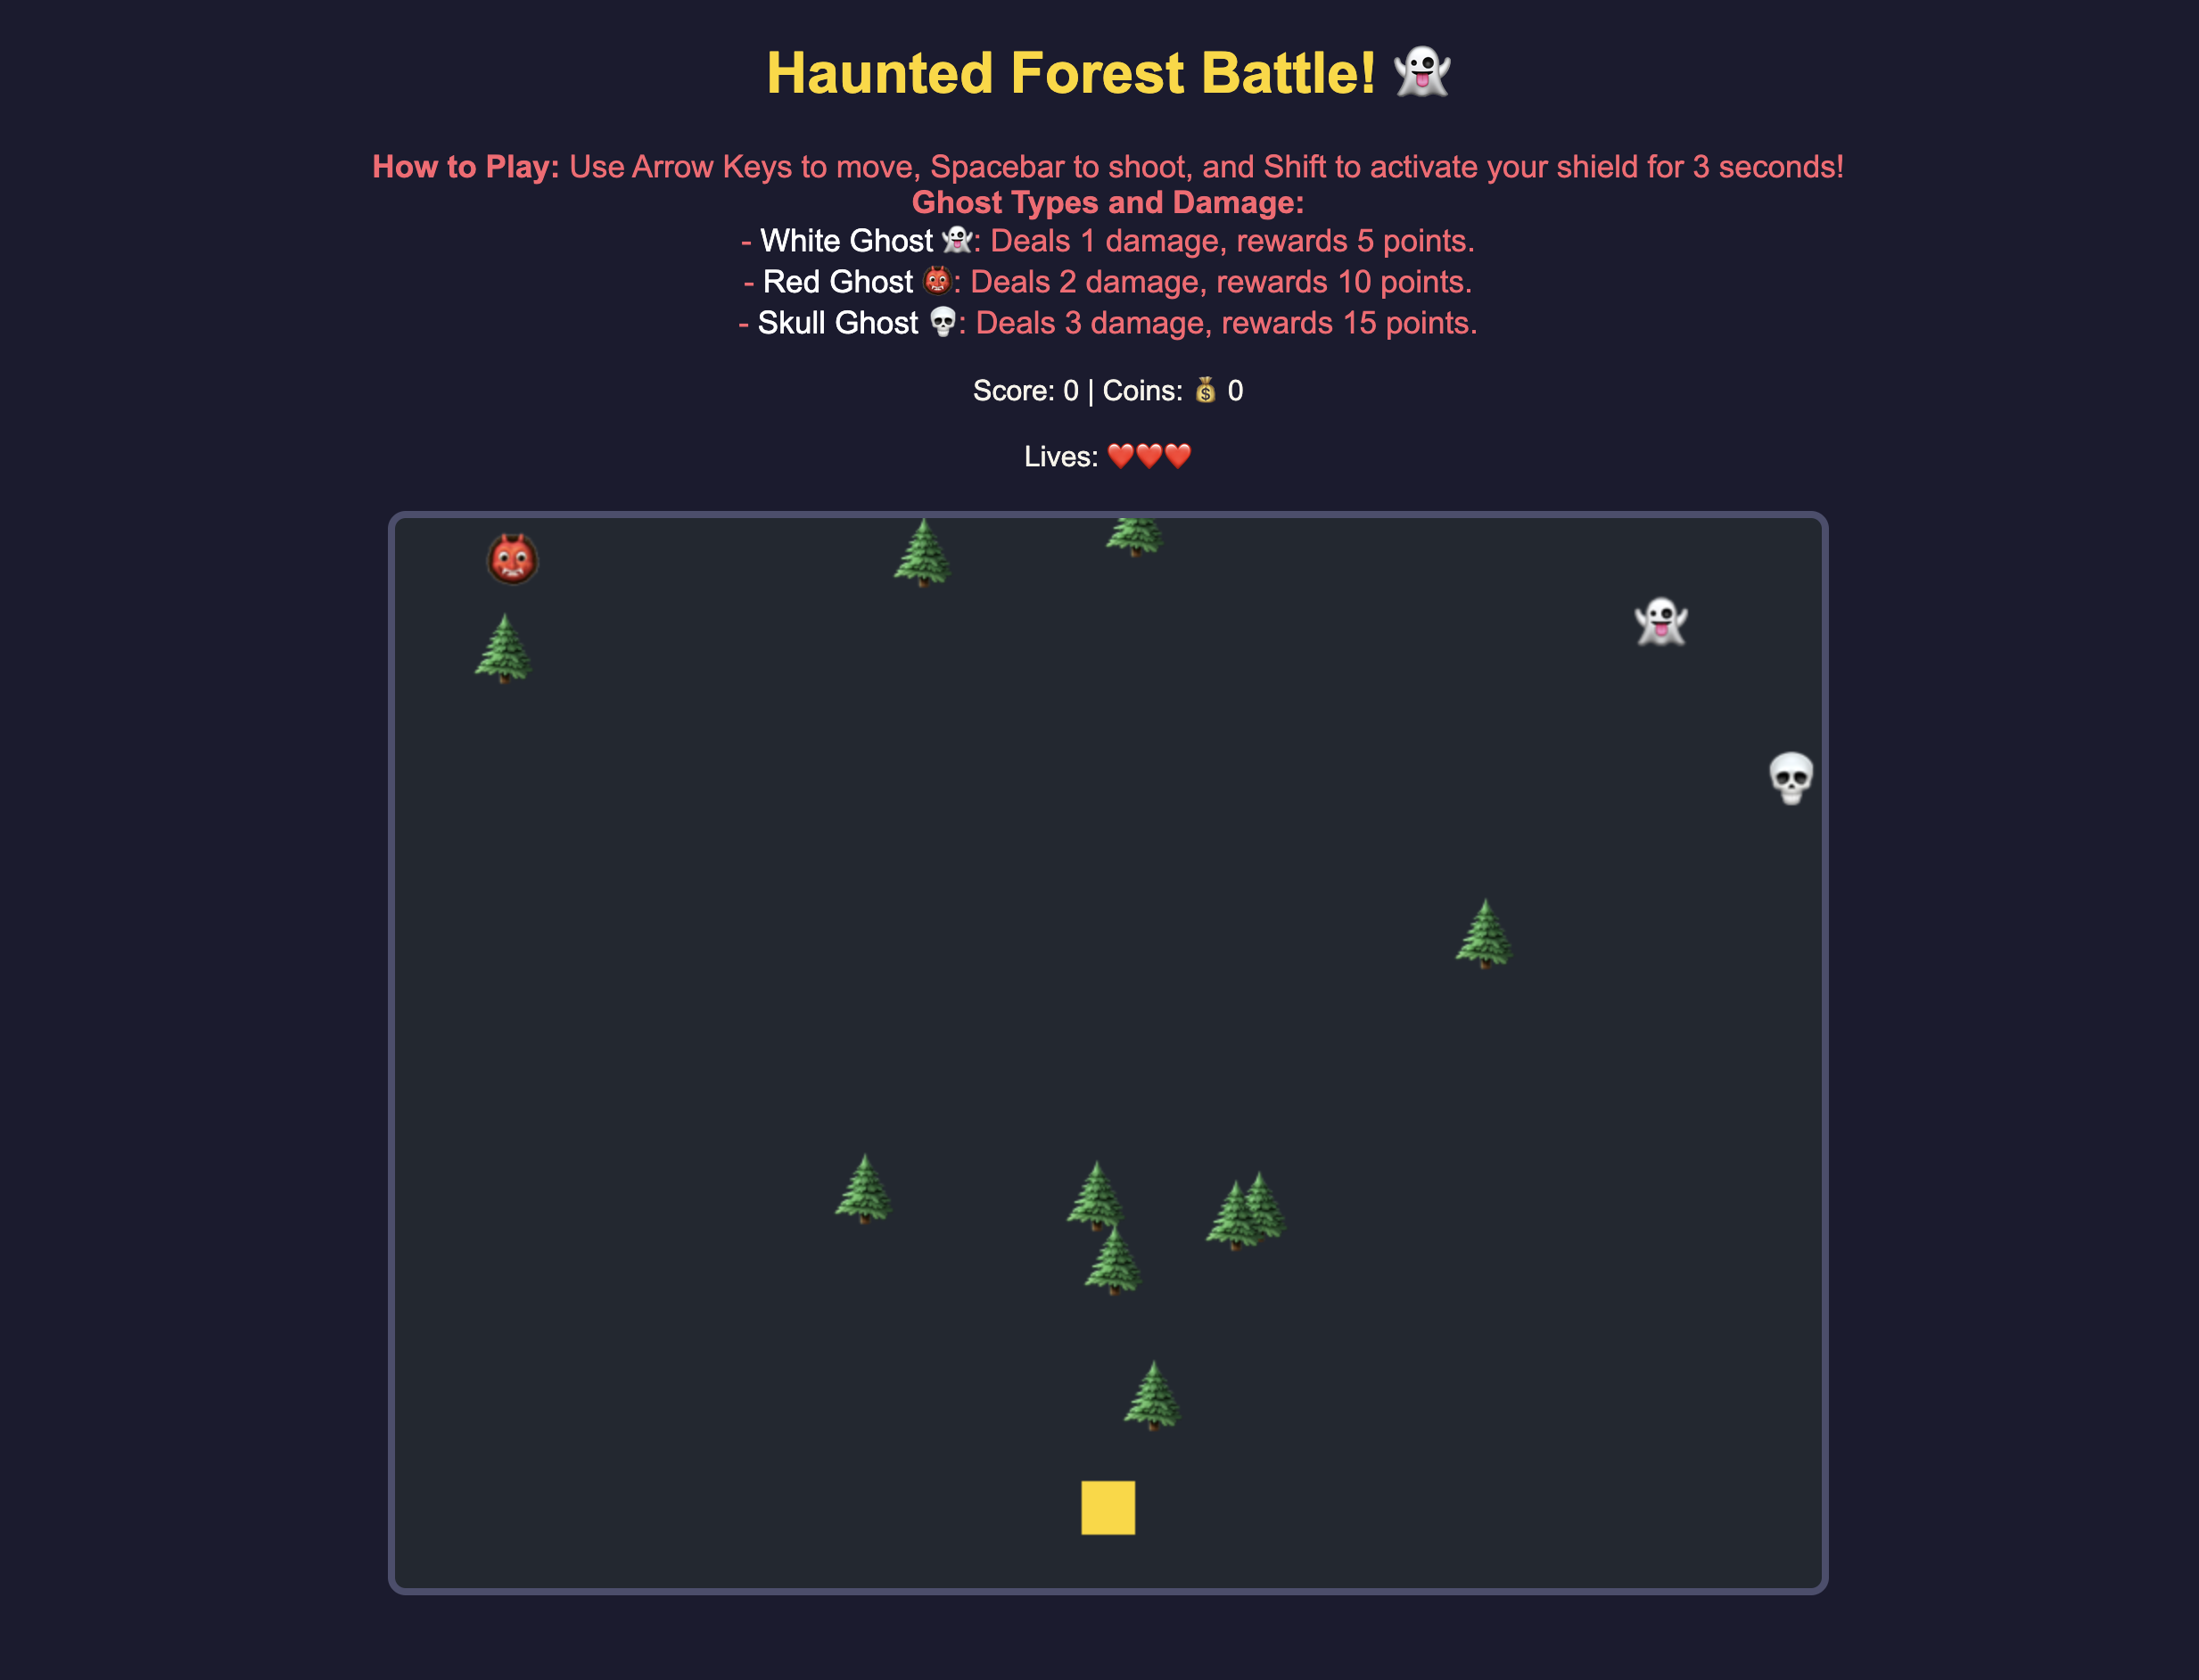 Haunted Forest Battle! 👻
How to Play: Use Arrow Keys to move, Spacebar to shoot, and Shift to activate your shield for 3 seconds!
Ghost Types and Damage:
- White Ghost 👻: Deals 1 damage, rewards 5 points.
- Red Ghost 👹: Deals 2 damage, rewards 10 points.
- Skull Ghost 💀: Deals 3 damage, rewards 15 points.
Score: 0 | Coins: 💰 0
Lives: ❤️❤️❤️